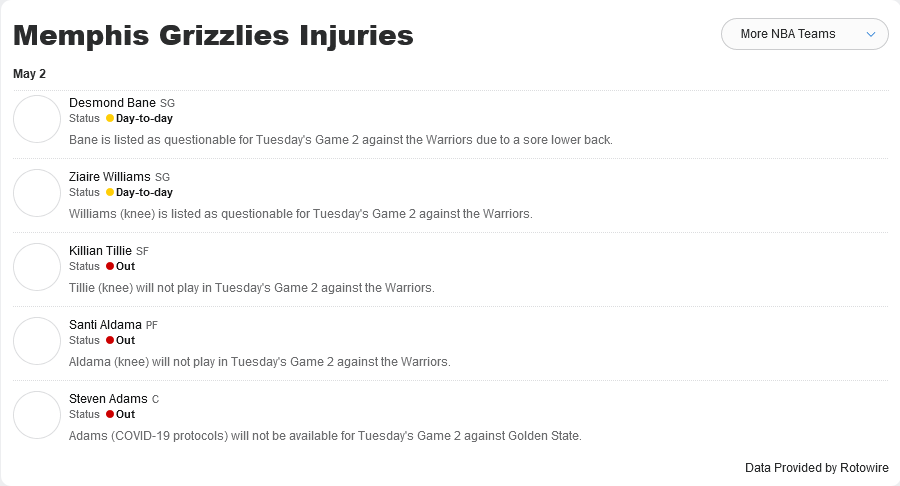 Memphis Grizzlies Injuries
More NBA Teams
May 2
Desmond Bane SG
Status Day-to-day
Bane is listed as questionable for Tuesday's Game 2 against the Warriors due to a sore lower back.
Ziaire Williams SG
Status Day-to-day
Williams (knee) is listed as questionable for Tuesday's Game 2 against the Warriors.
Killian Tillie SF
Status Out
Tillie (knee) will not play in Tuesday's Game 2 against the Warriors.
Santi Aldama PF
Status Out
Aldama (knee) will not play in Tuesday's Game 2 against the Warriors.
Steven Adams C
Status Out
Adams (COVID-19 protocols) will not be available for Tuesday's Game 2 against Golden State.
Data Provided by Rotowire